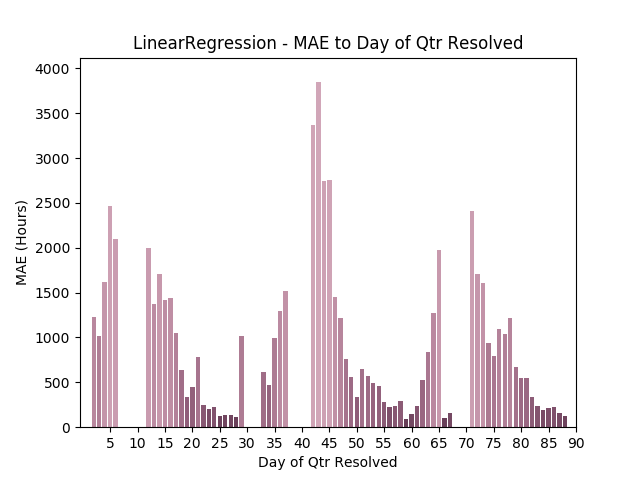 LinearRegression - MAE to Day of Qtr Resolved
4000
3500
3000
2500
2000
1500
1000
500
0
MAE (Hours)
5 10 15 20 25 30 35 40 45 50 55 60 65 70 75 80 85 90
Day of Qtr Resolved